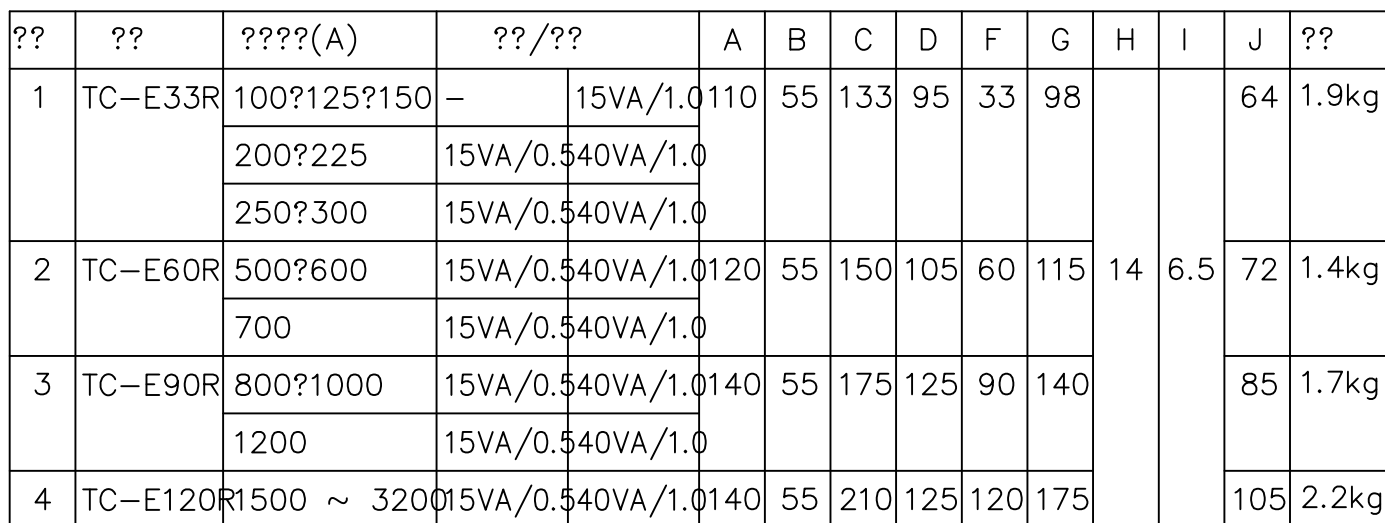 ?? ?? ????(A) ??/?? A B C D F G H I J ??
1 TC-E33R 100?125?150 - 15VA/1.0 110 55 133 95 33 98 64 1.9kg
200?225 15VA/0.5 40VA/1.0
250?300 15VA/0.5 40VA/1.0
2 TC-E60R 500?600 15VA/0.5 40VA/1.0 120 55 150 105 60 115 14 6.5 72 1.4kg
700 15VA/0.5 40VA/1.0
3 TC-E90R 800?1000 15VA/0.5 40VA/1.0 140 55 175 125 90 140 85 1.7kg
1200 15VA/0.5 40VA/1.0
4 TC-E120R 1500 ~ 3200 15VA/0.5 40VA/1.0 140 55 210 125 120 175 105 2.2kg